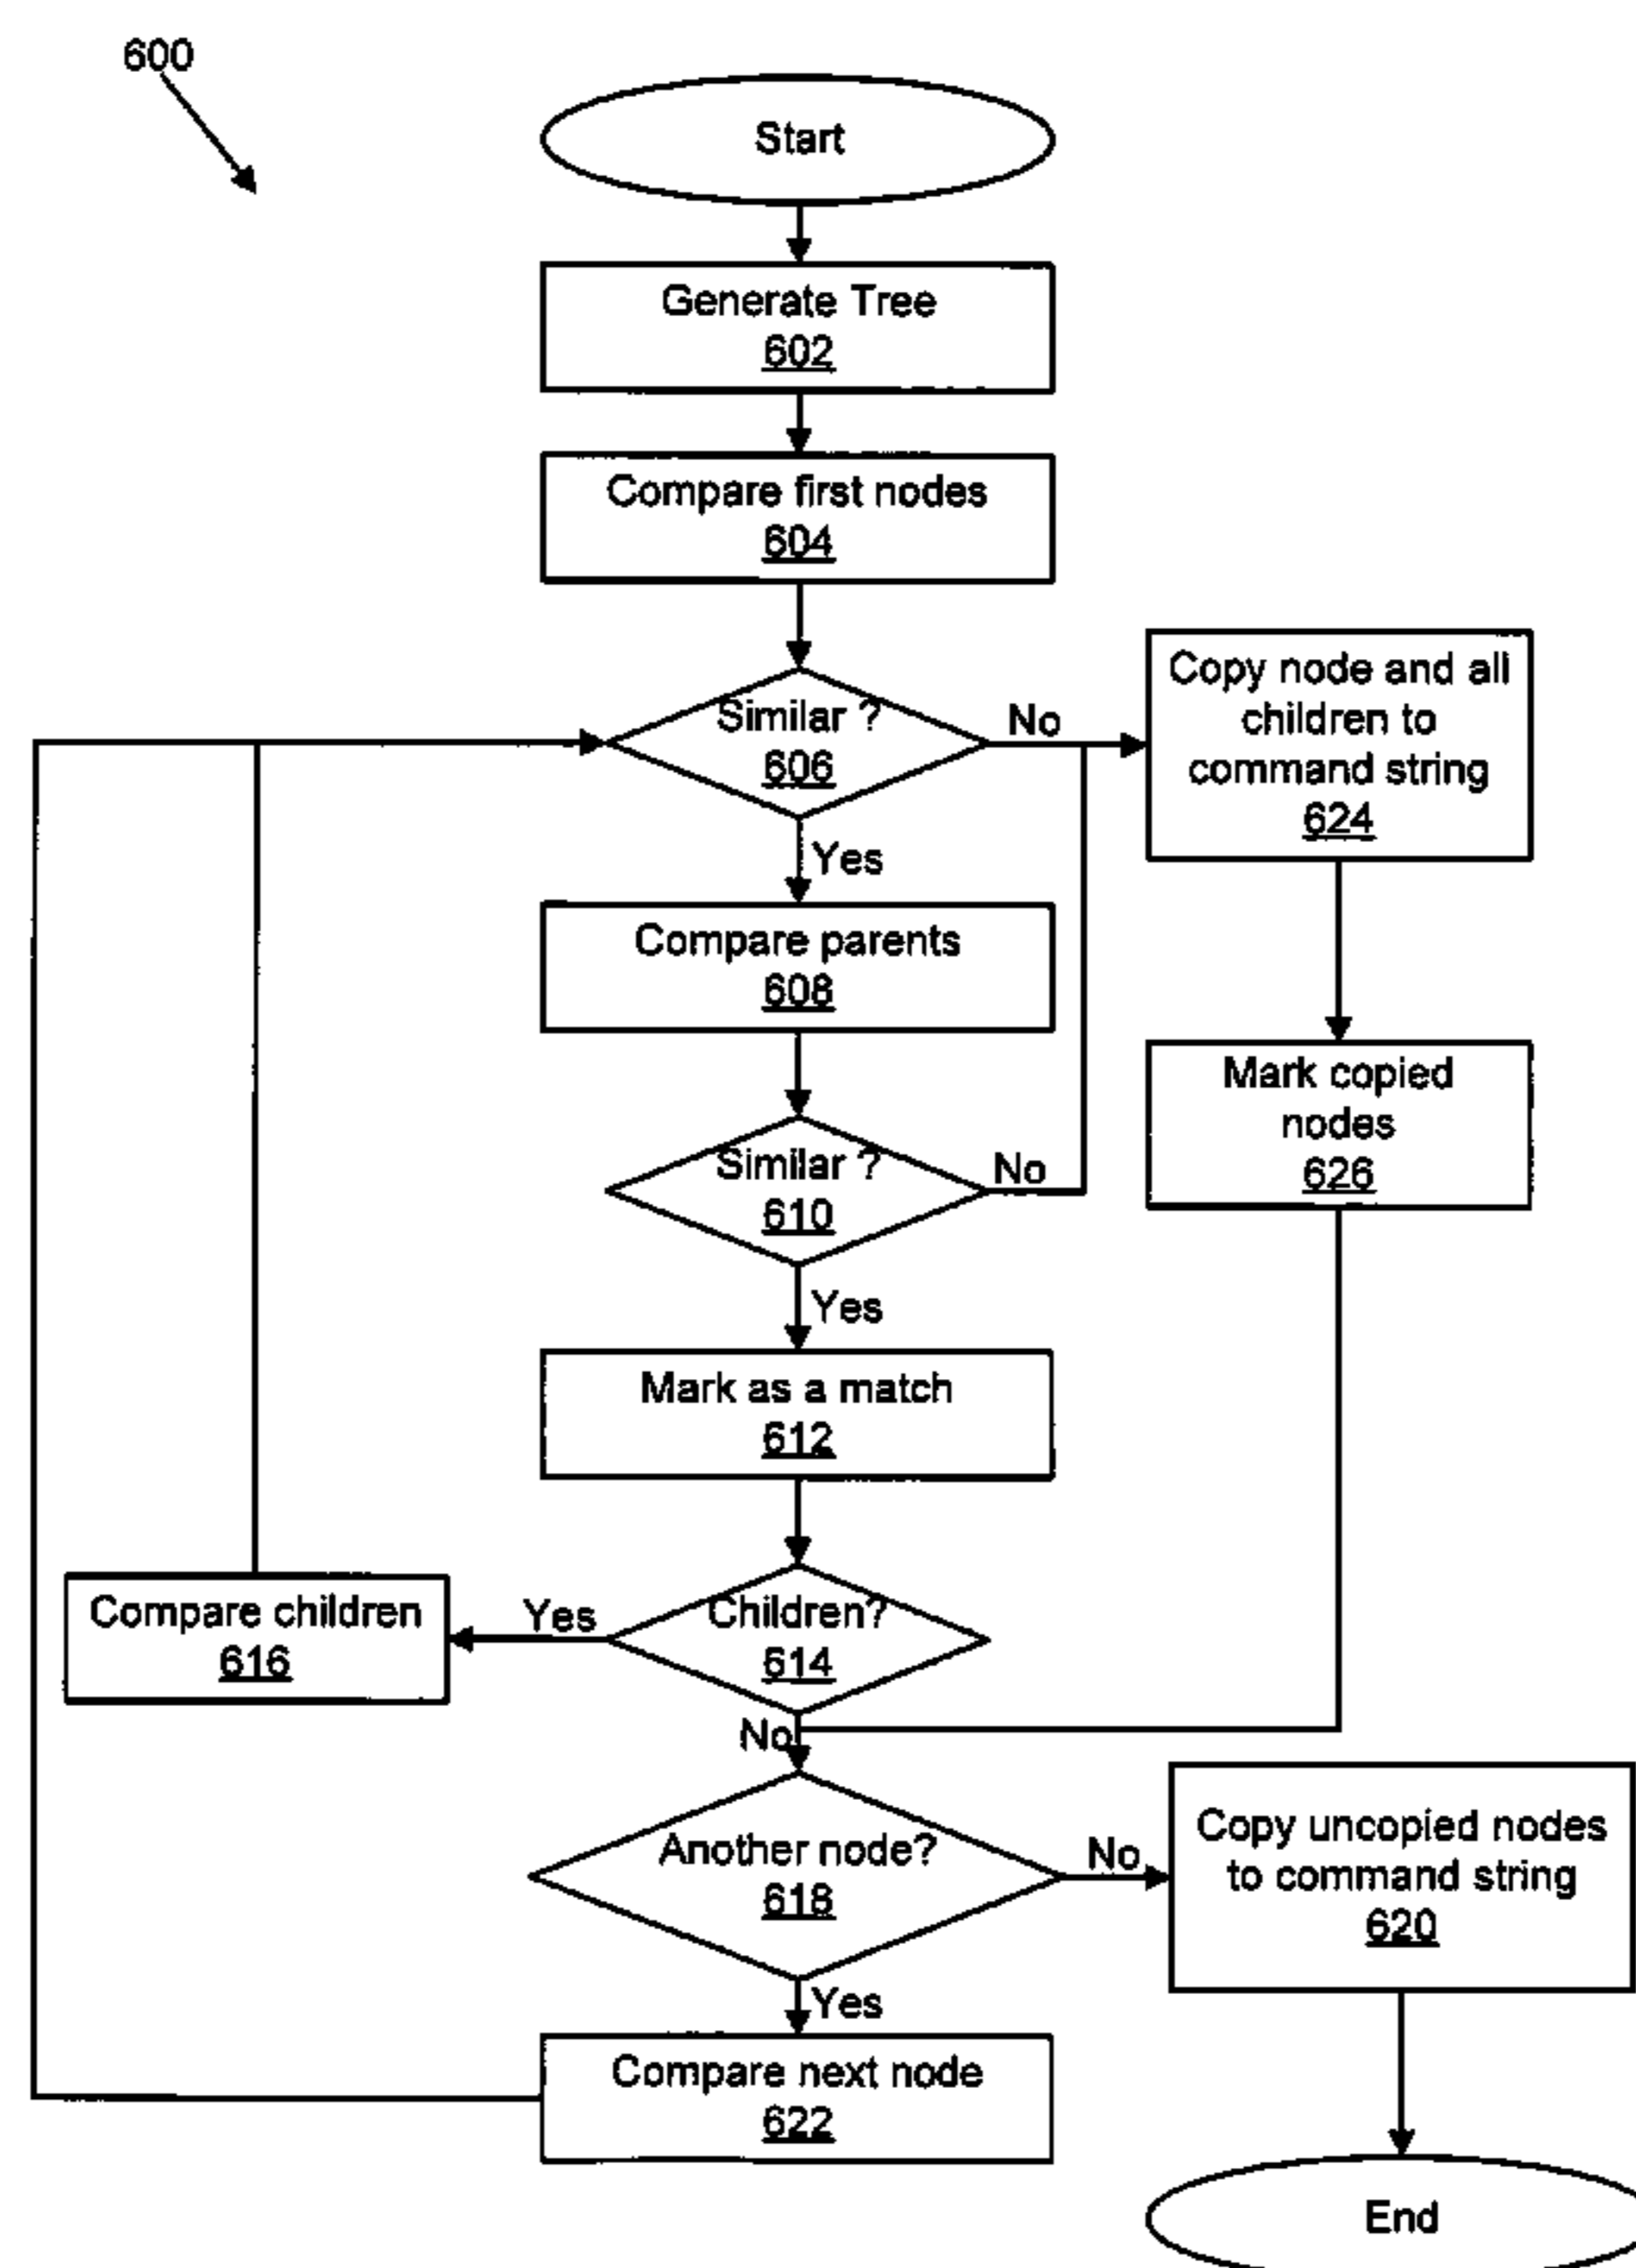 600
Start
Generate Tree
602
Compare first nodes
604
Similar ?
606
No
Yes
Copy node and all
children to
command string
624
Compare parents
608
Mark copied
nodes
626
Similar ?
610
No
Yes
Mark as a match
612
Children?
614
Yes
No
Compare children
616
Another node?
618
No
Yes
Copy uncopied nodes
to command string
620
Compare next node
622
End